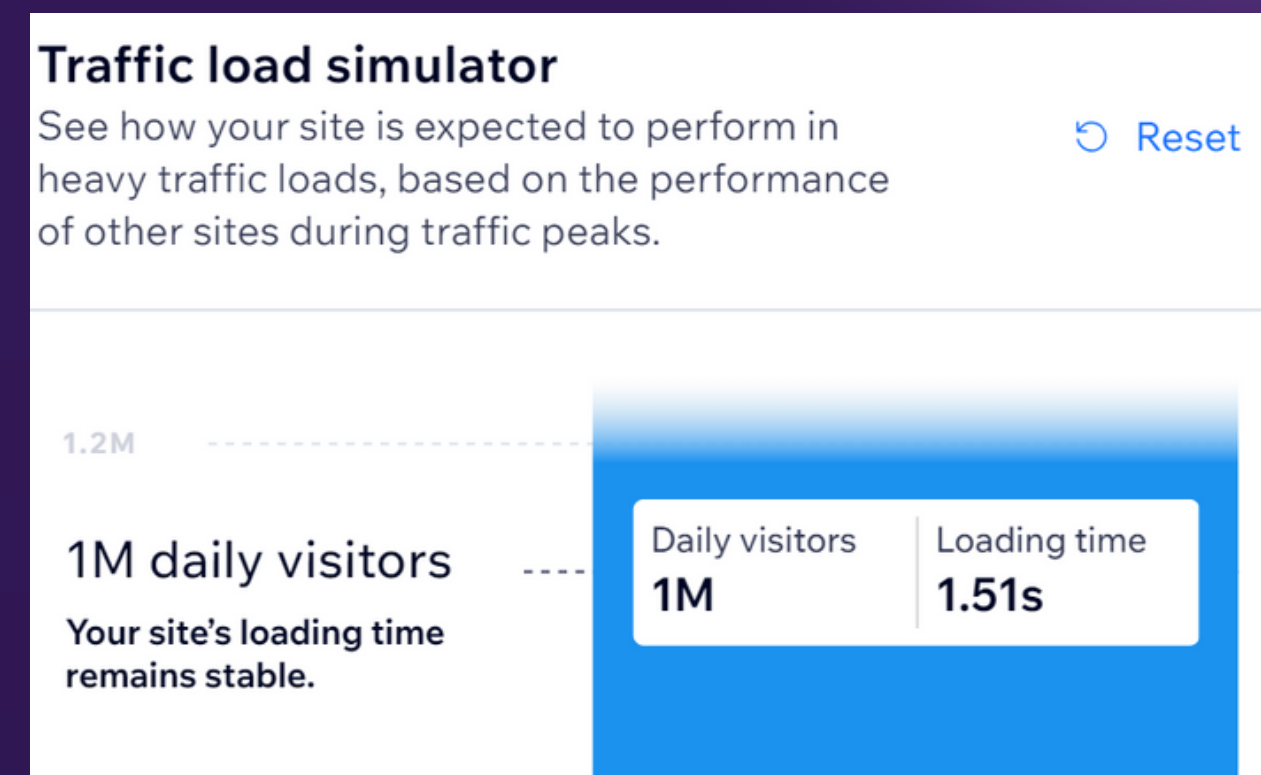 Traffic load simulator
See how your site is expected to perform in
heavy traffic loads, based on the performance
of other sites during traffic peaks.
Reset
1.2M
1M daily visitors
Your site’s loading time
remains stable.
Daily visitors
1M
Loading time
1.51s